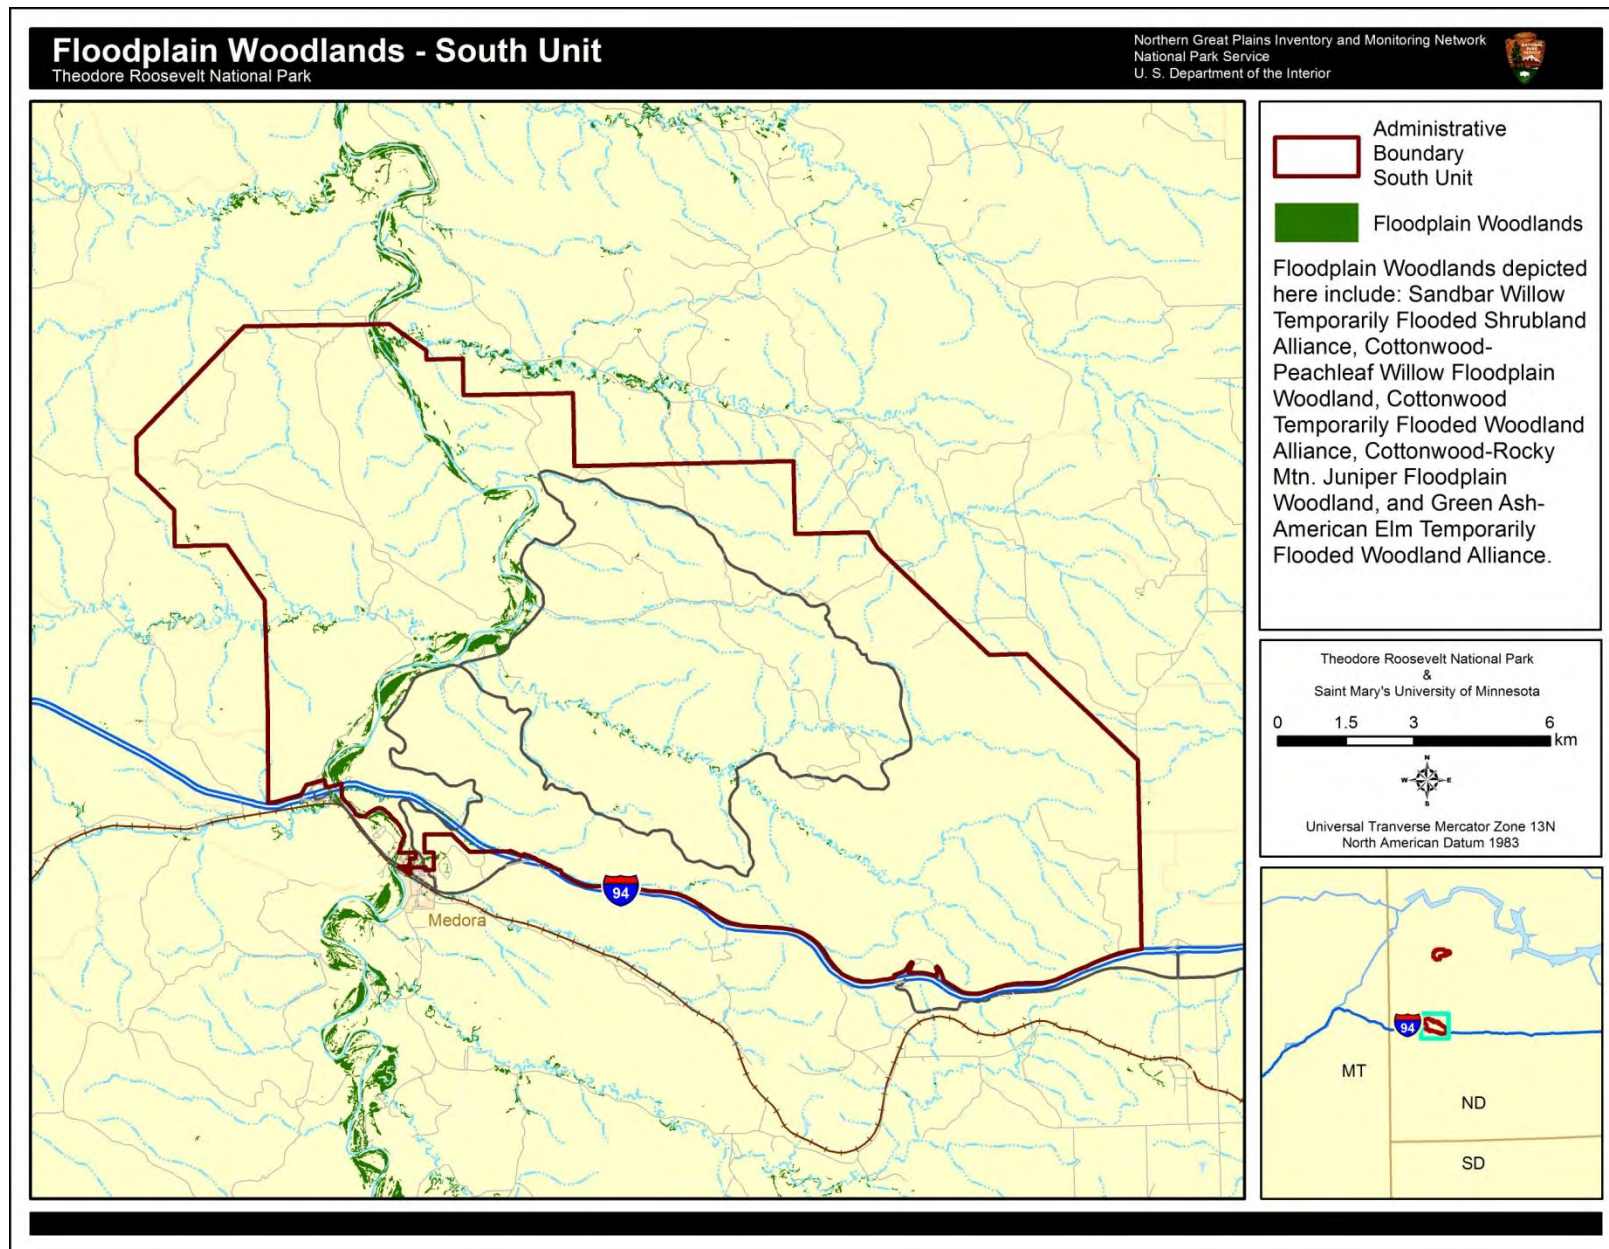 Floodplain Woodlands - South Unit
Theodore Roosevelt National Park
Northern Great Plains Inventory and Monitoring Network
National Park Service
U. S. Department of the Interior
Administrative
Boundary
South Unit
Floodplain Woodlands
Floodplain Woodlands depicted
here include: Sandbar Willow
Temporarily Flooded Shrubland
Alliance, Cottonwood-
Peachleaf Willow Floodplain
Woodland, Cottonwood
Temporarily Flooded Woodland
Alliance, Cottonwood-Rocky
Mtn. Juniper Floodplain
Woodland, and Green Ash-
American Elm Temporarily
Flooded Woodland Alliance.
94
Medora
Theodore Roosevelt National Park
&
Saint Mary's University of Minnesota
0 1.5 3 6
km
N
W E
S
Universal Tranverse Mercator Zone 13N
North American Datum 1983
94
MT
ND
SD